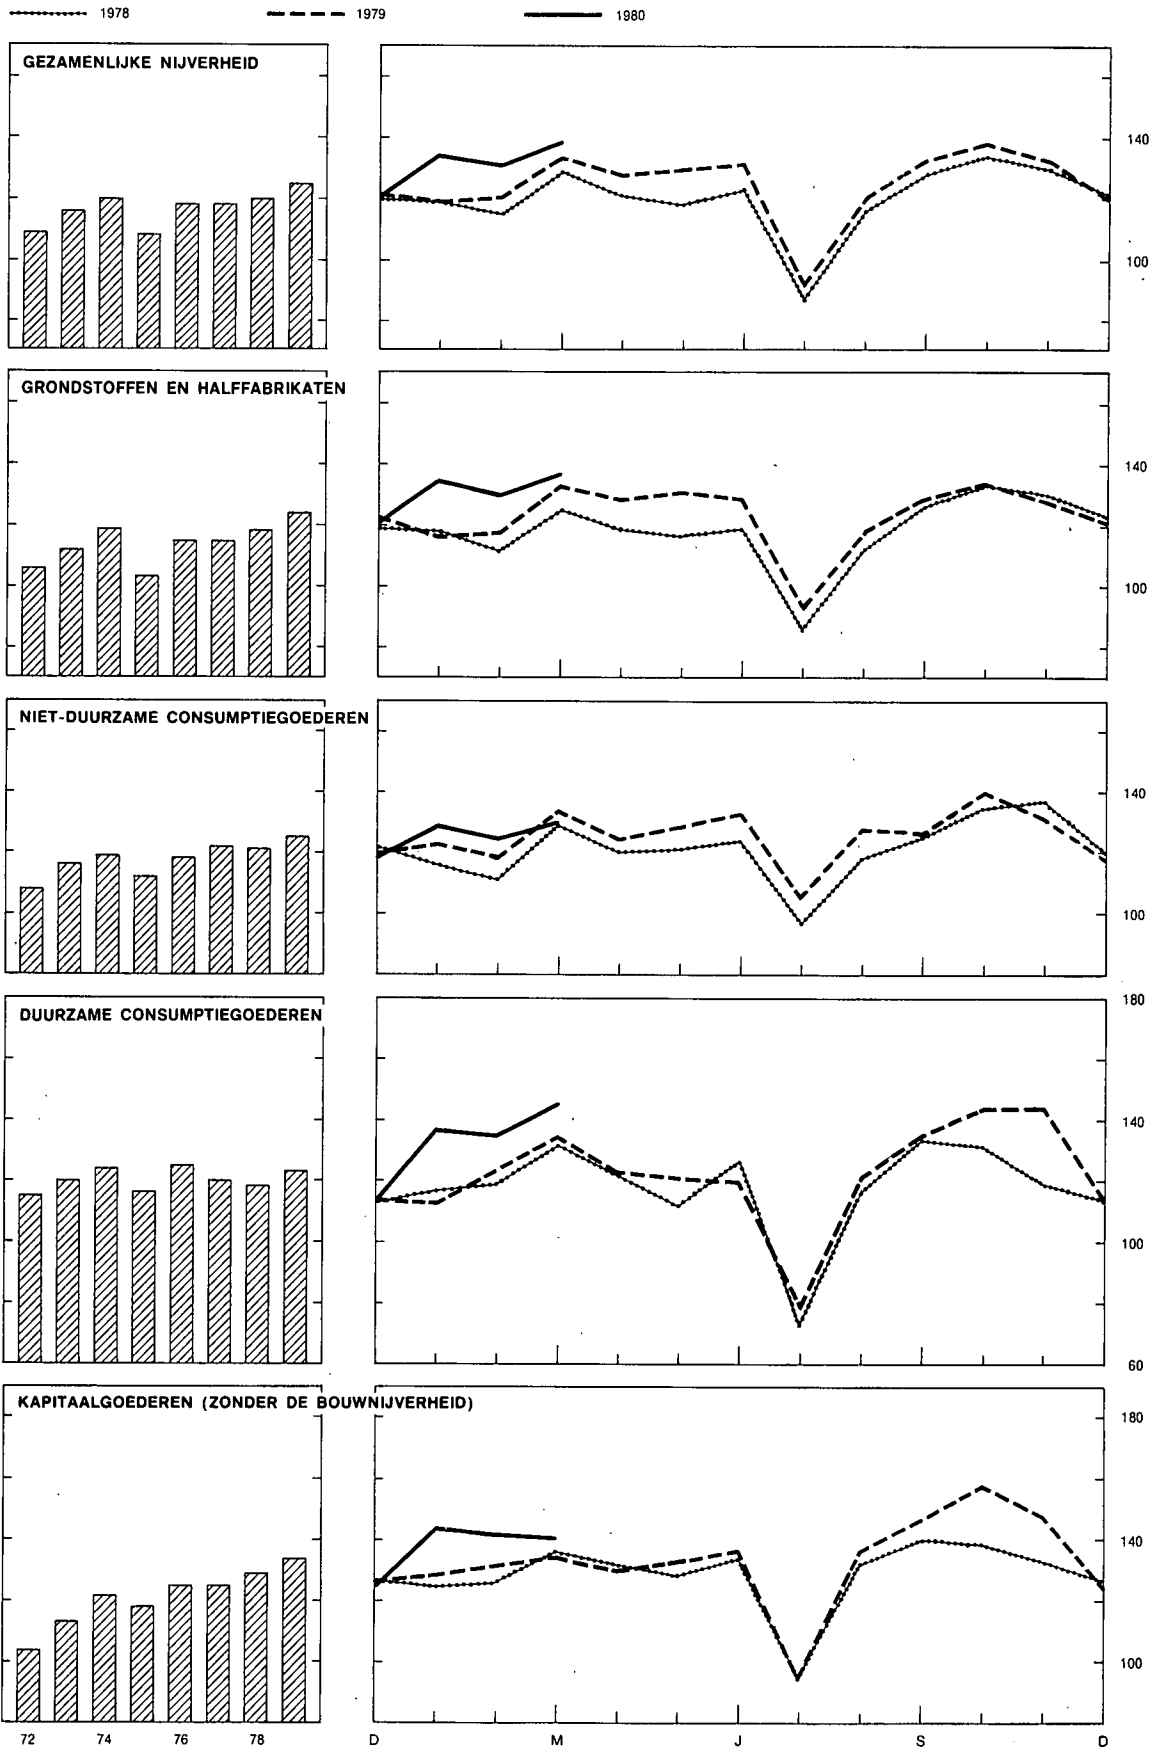 1978 1979 1980
GEZAMENLIJKE NIJVERHEID
140
100
GRONDSTOFFEN EN HALFFABRIKATEN
140
100
NIET-DUURZAME CONSUMPTIEGOEDEREN
140
100
DUURZAME CONSUMPTIEGOEDEREN
180
140
100
60
KAPITAALGOEDEREN (ZONDER DE BOUWNIJVERHEID)
180
140
100
72 74 76 78 D M J S D